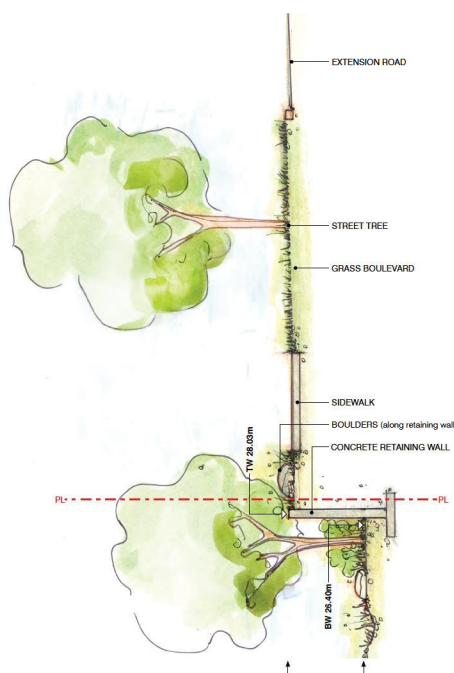 EXTENSION ROAD
STREET TREE
GRASS BOULEVARD
SIDEWALK
BOULDERS (along retaining wall
CONCRETE RETAINING WALL
TW 28.03m
PL
PL
BW 26.40m